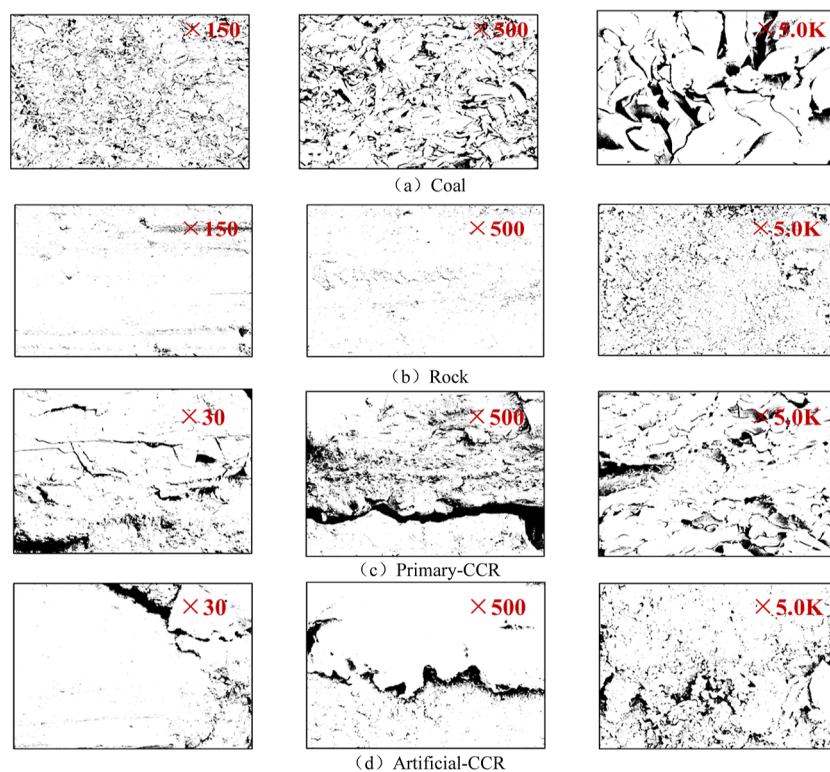 × 150
× 500
× 5.0K
（a）Coal
× 150
× 500
× 5.0K
（b）Rock
× 30
× 500
× 5.0K
（c）Primary-CCR
× 30
× 500
× 5.0K
（d）Artificial-CCR